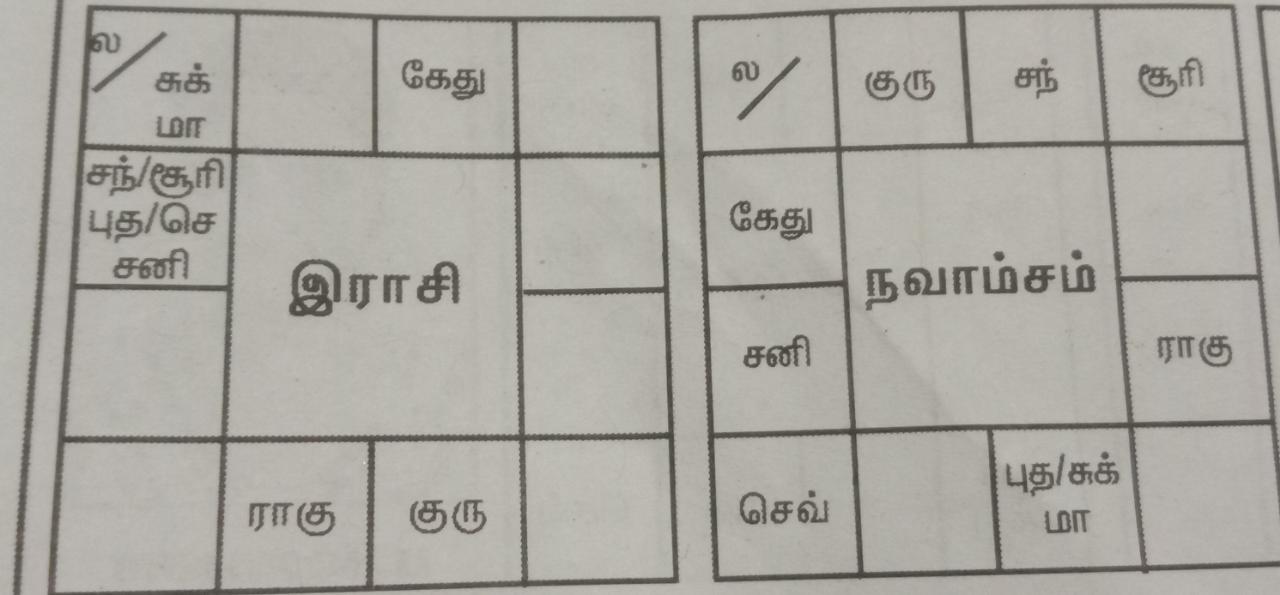 ல/
சுக்
மா
கேது
சந்/சூரி
புத/செ
சனி
இராசி
ராகு
குரு
ல/
குரு
சந்
சூரி
கேது
நவாம்சம்
சனி
ராகு
செவ்
புத/சுக்
மா